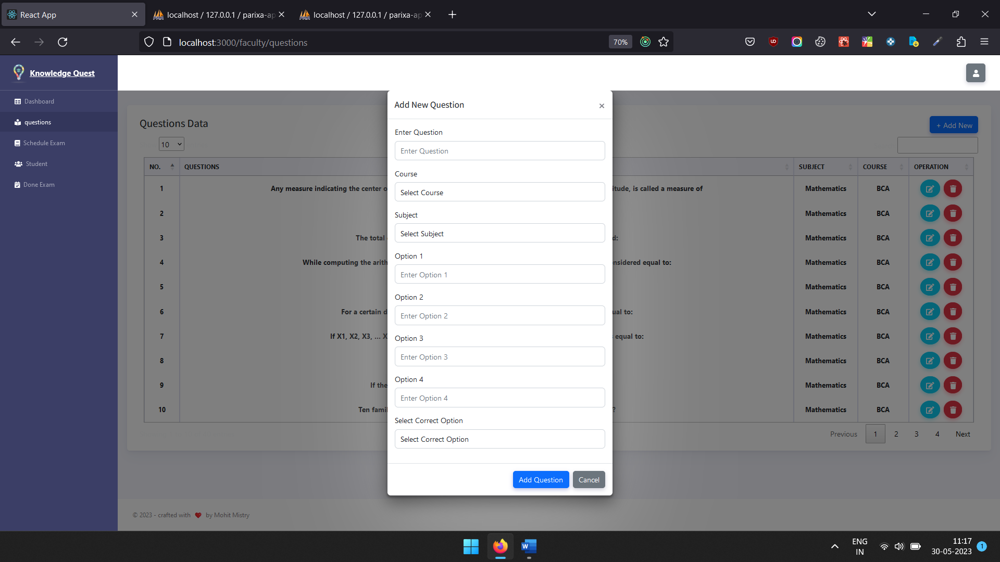 React App
localhost / 127.0.0.1 / parixa-ap
localhost / 127.0.0.1 / parixa-ap
localhost:3000/faculty/questions
70%
Knowledge Quest
Dashboard
questions
Schedule Exam
Student
Done Exam
Questions Data
+ Add New
10
NO. QUESTIONS SUBJECT COURSE OPERATION
1 Any measure indicating the center o itude, is called a measure of Mathematics BCA
2 Mathematics BCA
3 The total d: Mathematics BCA
4 While computing the arith nsidered equal to: Mathematics BCA
5 Mathematics BCA
6 For a certain d ual to: Mathematics BCA
7 If X1, X2, X3, ... X equal to: Mathematics BCA
8 Mathematics BCA
9 If the Mathematics BCA
10 Ten famil ? Mathematics BCA
Previous 1 2 3 4 Next
Add New Question
×
Enter Question
Enter Question
Course
Select Course
Subject
Select Subject
Option 1
Enter Option 1
Option 2
Enter Option 2
Option 3
Enter Option 3
Option 4
Enter Option 4
Select Correct Option
Select Correct Option
Add Question Cancel
© 2023 - crafted with ❤ by Mohit Mistry
ENG
IN
11:17
30-05-2023
1